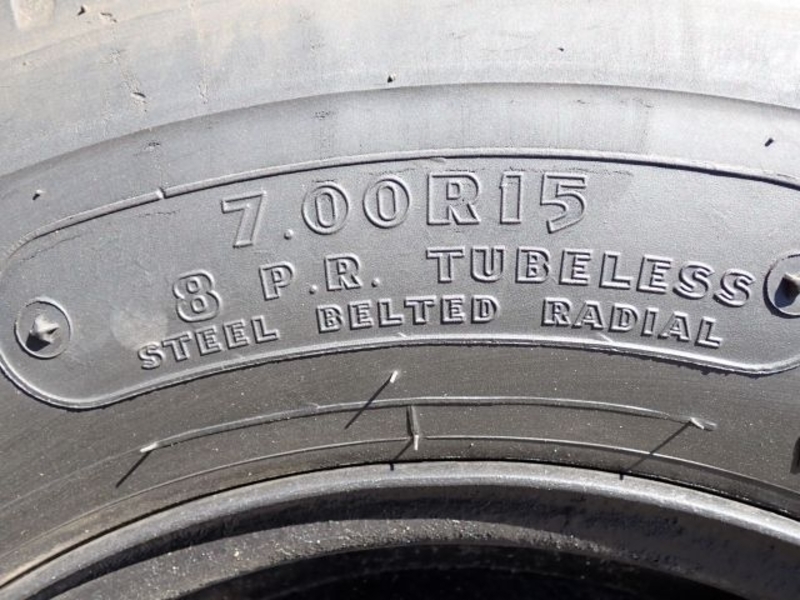 7.00R15
8 P.R. TUBELESS
STEEL BELTED RADIAL